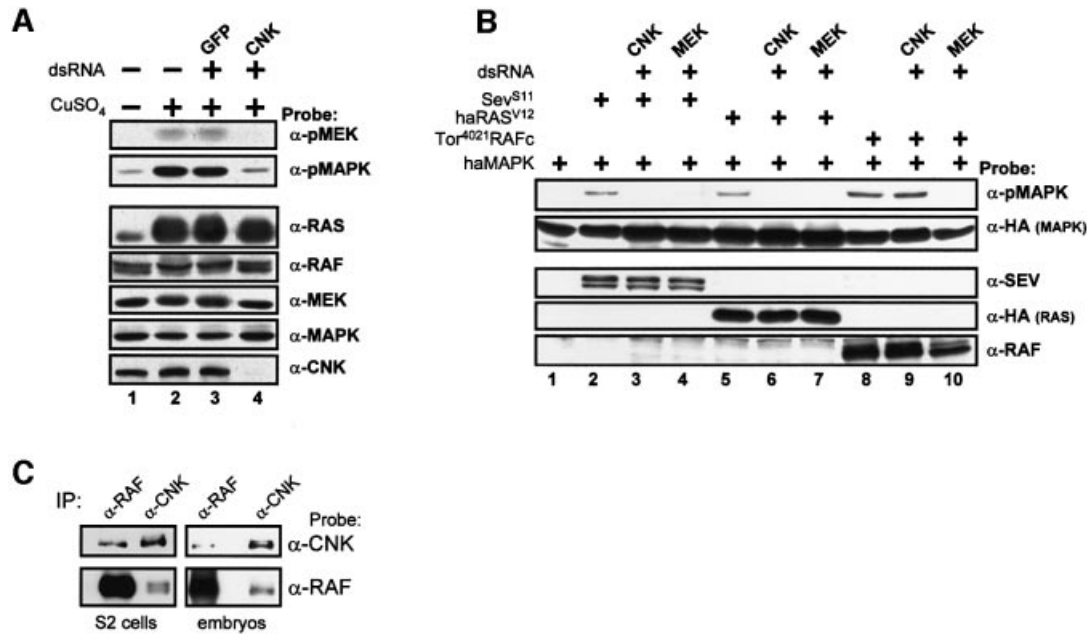 A
GFP CNK
dsRNA − − + +
CuSO4 − + + + Probe:
α-pMEK
α-pMAPK
α-RAS
α-RAF
α-MEK
α-MAPK
α-CNK
1 2 3 4
B
CNK MEK CNK MEK CNK MEK
dsRNA + + + + + +
SevS11 + + +
haRASV12 + + +
Tor4021RAFc + + +
haMAPK + + + + + + + + + + Probe:
α-pMAPK
α-HA (MAPK)
α-SEV
α-HA (RAS)
α-RAF
1 2 3 4 5 6 7 8 9 10
C
IP: α-RAF α-CNK α-RAF α-CNK
Probe:
α-CNK
α-RAF
S2 cells embryos